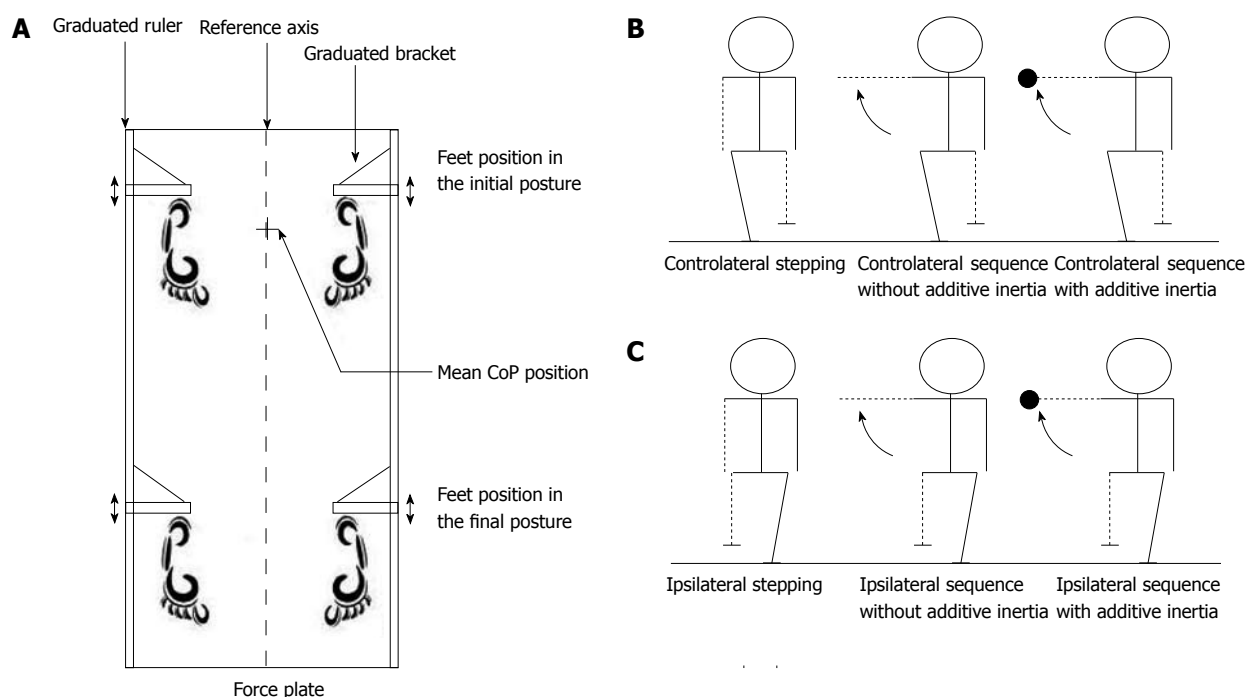 A
Graduated ruler
Reference axis
Graduated bracket
Feet position in
the initial posture
Mean CoP position
Feet position in
the final posture
Force plate
B
Controlateral stepping
Controlateral sequence
without additive inertia
Controlateral sequence
with additive inertia
C
Ipsilateral stepping
Ipsilateral sequence
without additive inertia
Ipsilateral sequence
with additive inertia